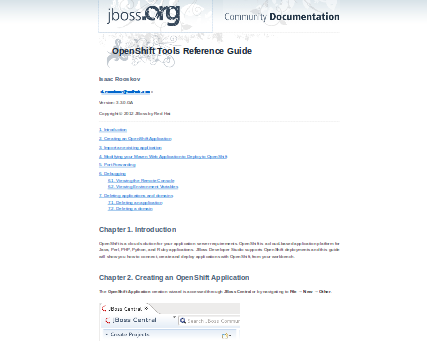 jboss.org
Community Documentation
OpenShift Tools Reference Guide
Isaac Rooskov
Version: 3.3.0.GA
Copyright © 2012 JBoss by Red Hat
1. Introduction
2. Creating an OpenShift Application
3. Import an existing application
4. Modifying your Maven Web Application to Deploy to OpenShift
5. Port Forwarding
6. Debugging
6.1. Viewing the Remote Console
6.2. Viewing Environment Variables
7. Deleting applications and domains
7.1. Deleting a application
7.2. Deleting a domain
Chapter 1. Introduction
OpenShift is a cloud solution for your application server requirements. OpenShift is a cloud-based application platform for
Java, Perl, PHP, Python, and Ruby applications. JBoss Developer Studio supports OpenShift deployments and this guide
will show you how to connect, create and deploy applications with OpenShift from your workbench.
Chapter 2. Creating an OpenShift Application
The OpenShift Application creation wizard is accessed through JBoss Central or by navigating to File → New → Other.
JBoss Central
JBoss Central
Search JBoss Commun
Create Projects